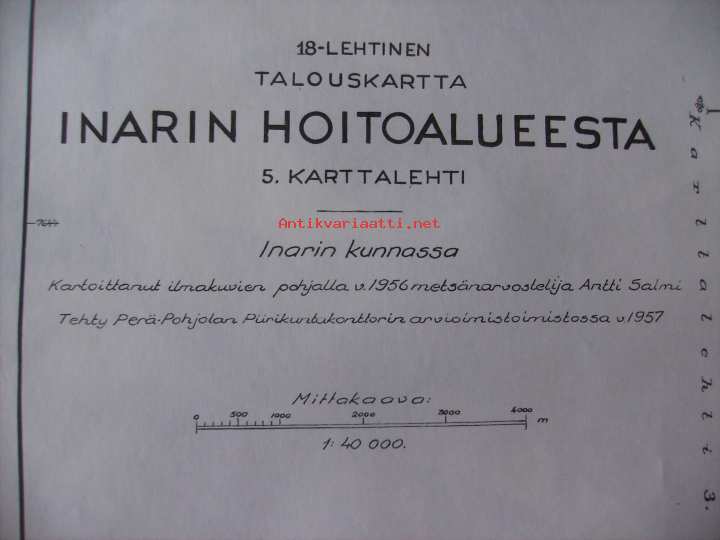 18-LEHTINEN
TALOUSKARTTA
INARIN HOITOALUEESTA
5. KARTTALEHTI
Antikvariaatti.net
Inarin kunnassa
Kartoittanut ilmakuvien pohjalla v. 1956 metsänarvostelija Antti Salmi
Tehty Perä-Pohjolan Piirikuntakonttorin arvioimistoimistossa v. 1957
Mittakaava:
0 500 1000 2000 3000 4000 m
1: 40 000.
Karttalehti 3.